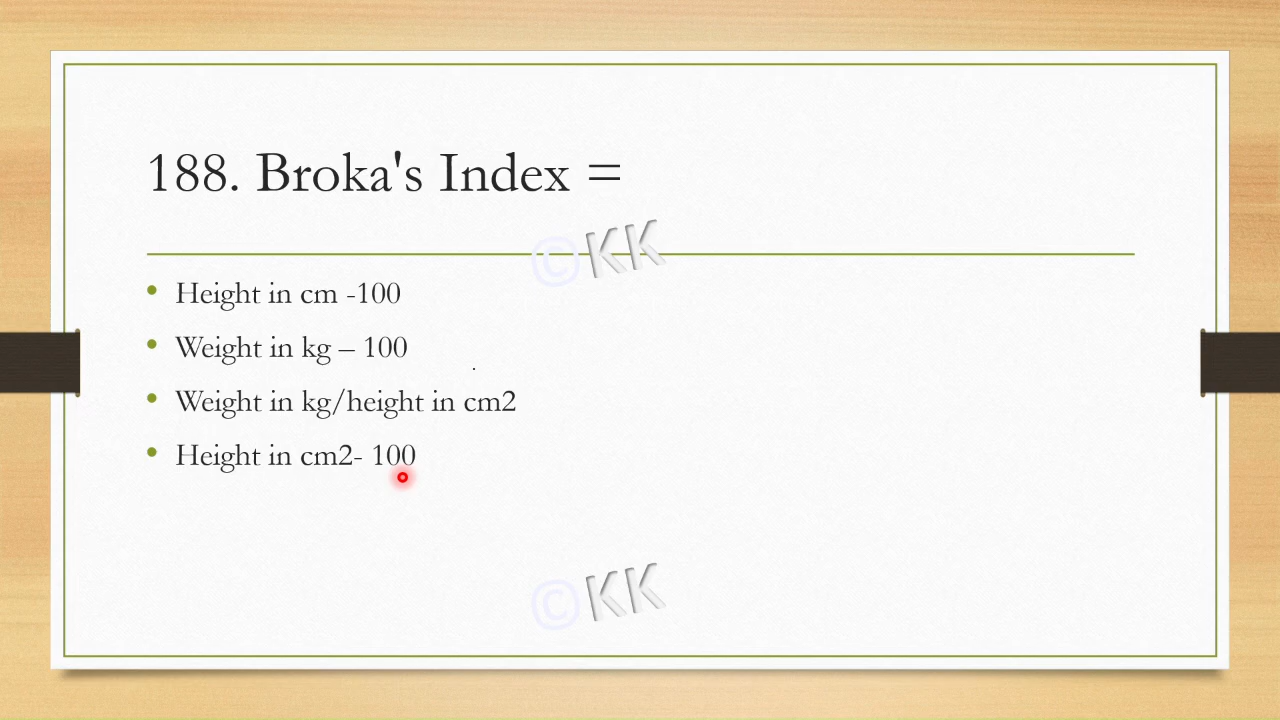 188. Broka's Index =
©KK
Height in cm -100
Weight in kg – 100
Weight in kg/height in cm2
Height in cm2- 100
©KK